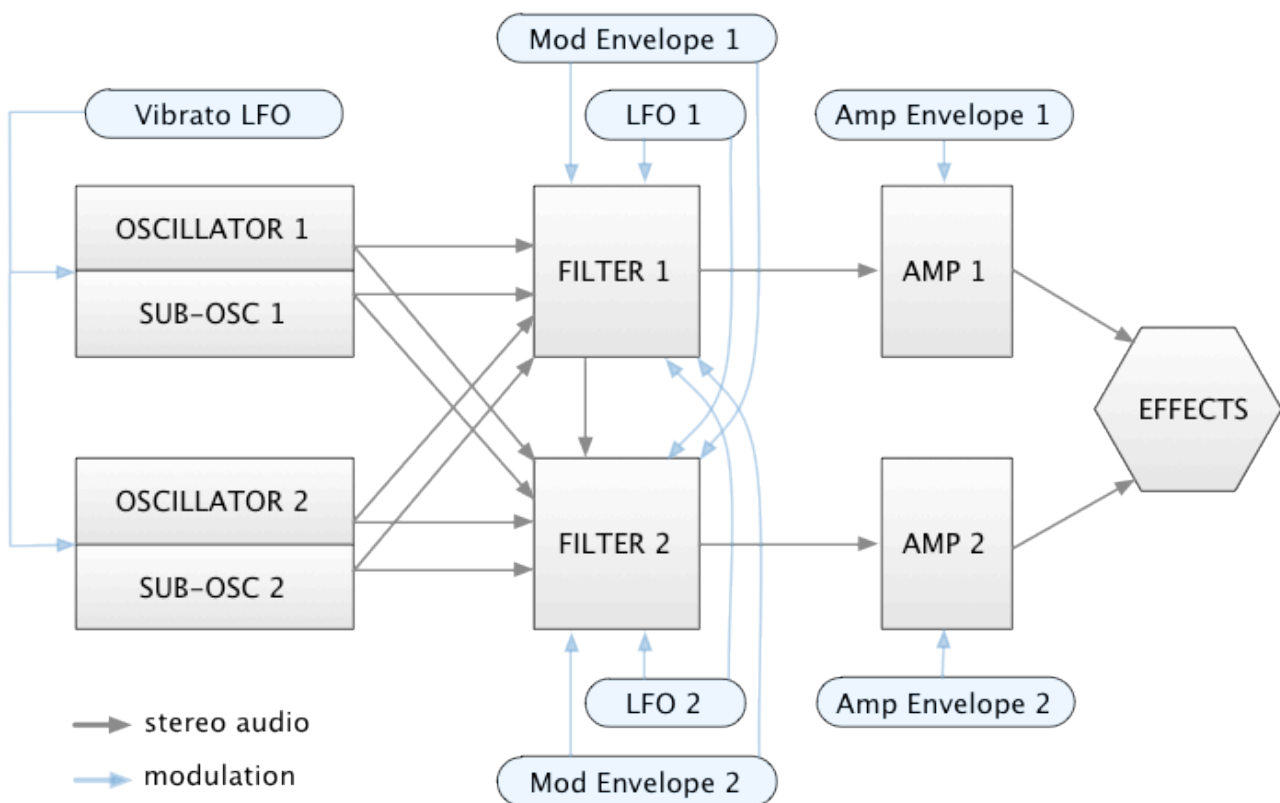 Mod Envelope 1
Vibrato LFO
LFO 1
Amp Envelope 1
OSCILLATOR 1
SUB-OSC 1
FILTER 1
AMP 1
EFFECTS
OSCILLATOR 2
SUB-OSC 2
FILTER 2
AMP 2
LFO 2
Amp Envelope 2
stereo audio
modulation
Mod Envelope 2